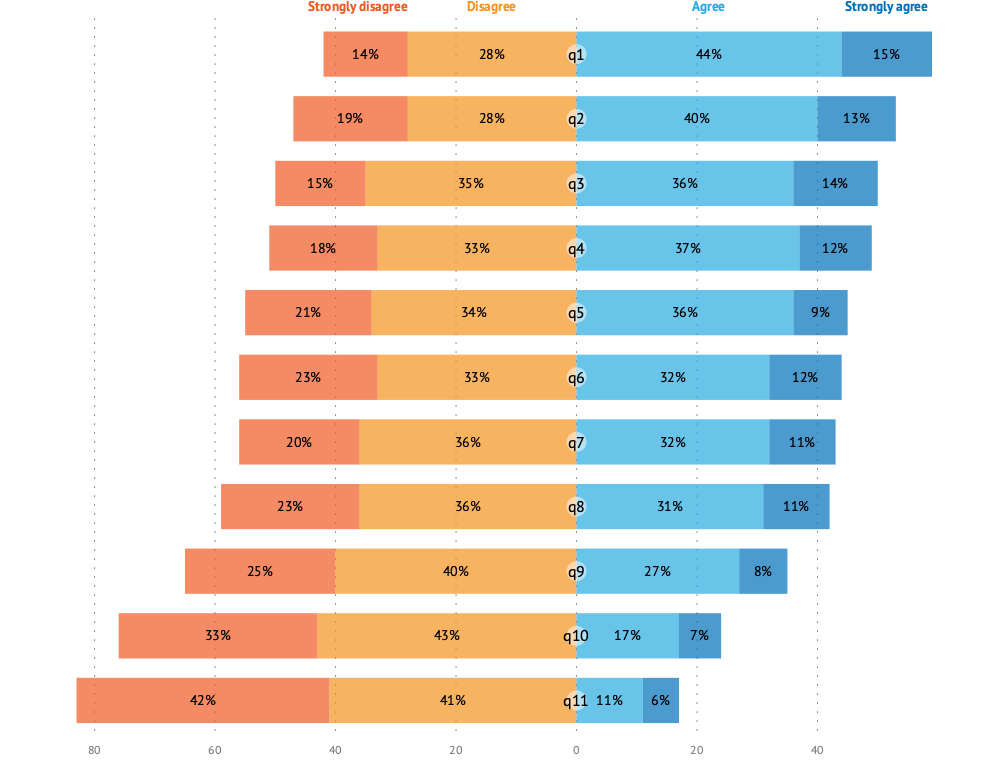 Strongly disagree Disagree Agree Strongly agree
14% 28% q1 44% 15%
19% 28% q2 40% 13%
15% 35% q3 36% 14%
18% 33% q4 37% 12%
21% 34% q5 36% 9%
23% 33% q6 32% 12%
20% 36% q7 32% 11%
23% 36% q8 31% 11%
25% 40% q9 27% 8%
33% 43% q10 17% 7%
42% 41% q11 11% 6%
80 60 40 20 0 20 40